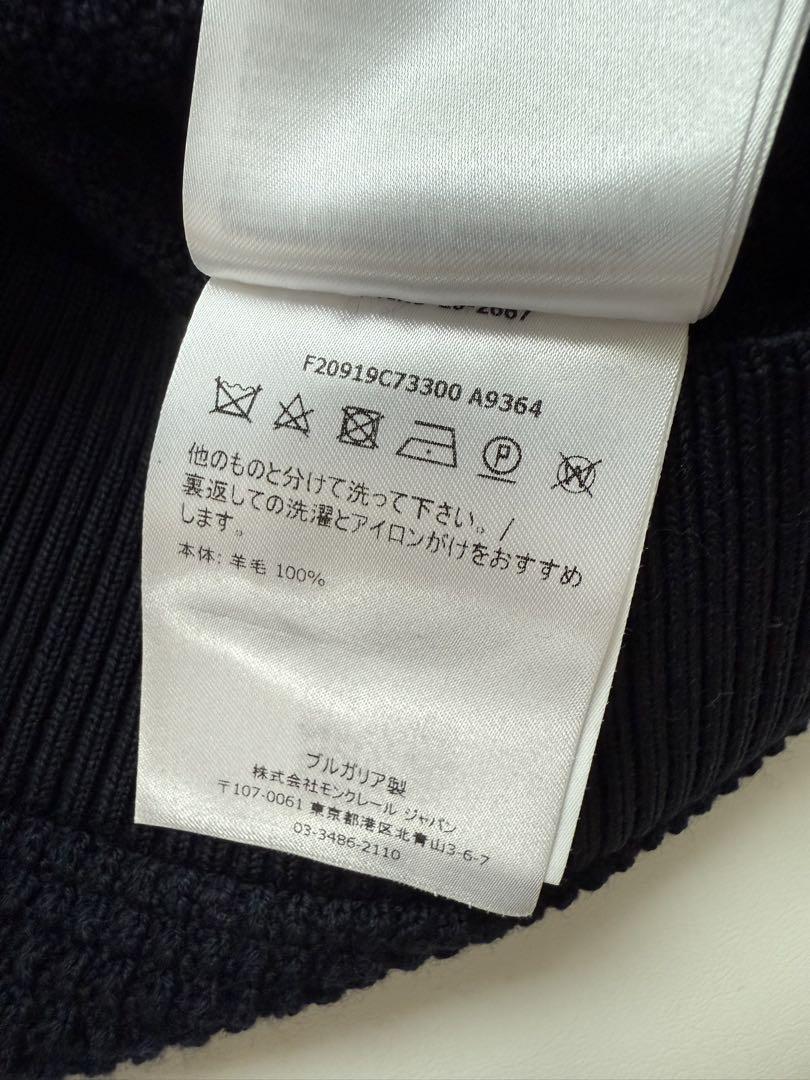 F20919C73300 A9364
P
W
他のものと分けて洗って下さい。/
裏返しての洗濯とアイロンがけをおすすめ
します。
本体: 羊毛 100%
ブルガリア製
株式会社モンクレール ジャパン
〒107-0061 東京都港区北青山3-6-7
03-3486-2110